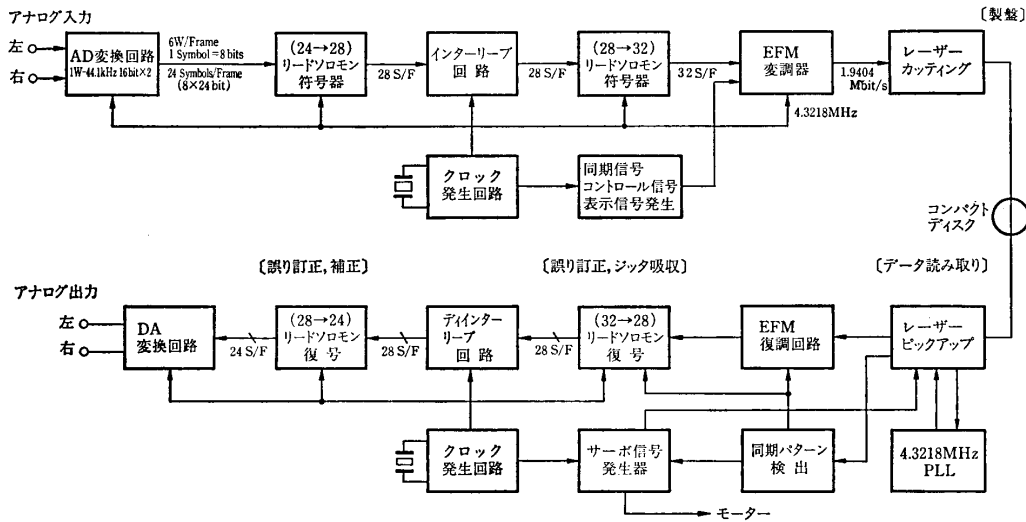 アナログ入力
〔製盤〕
左
右
AD変換回路
1W-44.1kHz 16bit×2
6W/Frame
1 Symbol=8bits
24 Symbols/Frame
(8×24 bit)
(24→28)
リードソロモン
符号器
28 S/F
インターリーブ
回路
28 S/F
(28→32)
リードソロモン
符号器
32 S/F
EFM
変調器
1.9404
Mbit/s
レーザー
カッティング
4.3218MHz
クロック
発生回路
同期信号
コントロール信号
表示信号発生
コンパクト
ディスク
〔誤り訂正,補正〕
〔誤り訂正,ジッタ吸収〕
〔データ読み取り〕
アナログ出力
左
右
DA
変換回路
24 S/F
(28→24)
リードソロモン
復号
28 S/F
ディインター
リーブ
回路
28 S/F
(32→28)
リードソロモン
復号
EFM
復調回路
レーザー
ピックアップ
クロック
発生回路
サーボ信号
発生器
同期パターン
検出
4.3218MHz
PLL
モーター